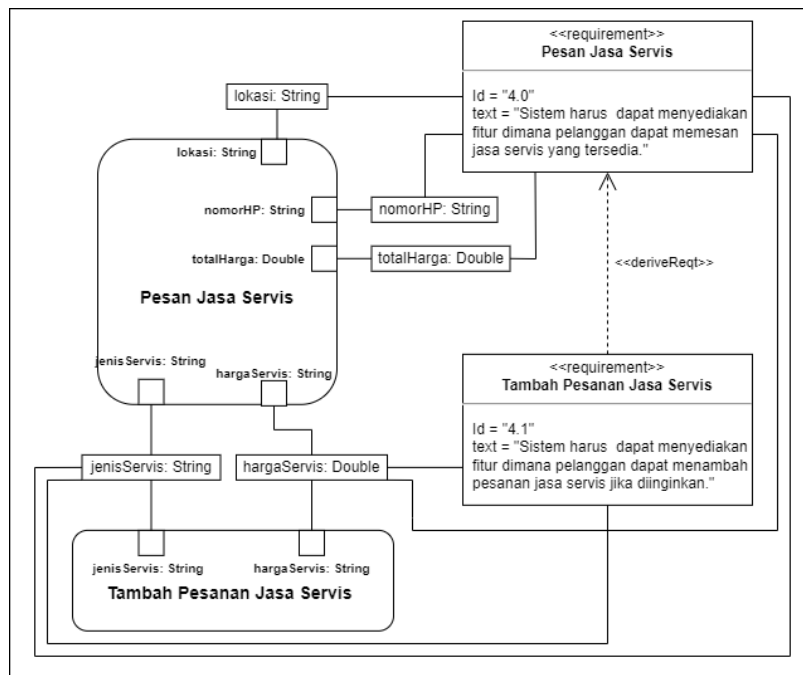 <<requirement>>
Pesan Jasa Servis
Id = "4.0"
text = "Sistem harus dapat menyediakan
fitur dimana pelanggan dapat memesan
jasa servis yang tersedia."
lokasi: String
lokasi: String
nomorHP: String
nomorHP: String
totalHarga: Double
totalHarga: Double
<<deriveReqt>>
Pesan Jasa Servis
jenisServis: String
hargaServis: String
<<requirement>>
Tambah Pesanan Jasa Servis
Id = "4.1"
text = "Sistem harus dapat menyediakan
fitur dimana pelanggan dapat menambah
pesanan jasa servis jika diinginkan."
jenisServis: String
hargaServis: Double
jenisServis: String
hargaServis: String
Tambah Pesanan Jasa Servis